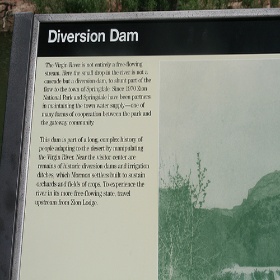 Diversion Dam
The Virgin River is not entirely a free-flowing
stream. Here the small drop in the river is not a
cascade but a diversion dam, to shunt part of the
flow to the town of Springdale. Since 1970 Zion
National Park and Springdale have been partners
in maintaining the town water supply—one of
many forms of cooperation between the park and
the gateway community.
This dam is part of a long, complex story of
people adapting to the desert by manipulating
the Virgin River. Near the visitor center are
remains of historic diversion dams and irrigation
ditches, which Mormon settlers built to sustain
orchards and fields of crops. To experience the
river in its more free-flowing state, travel
upstream from Zion Lodge.